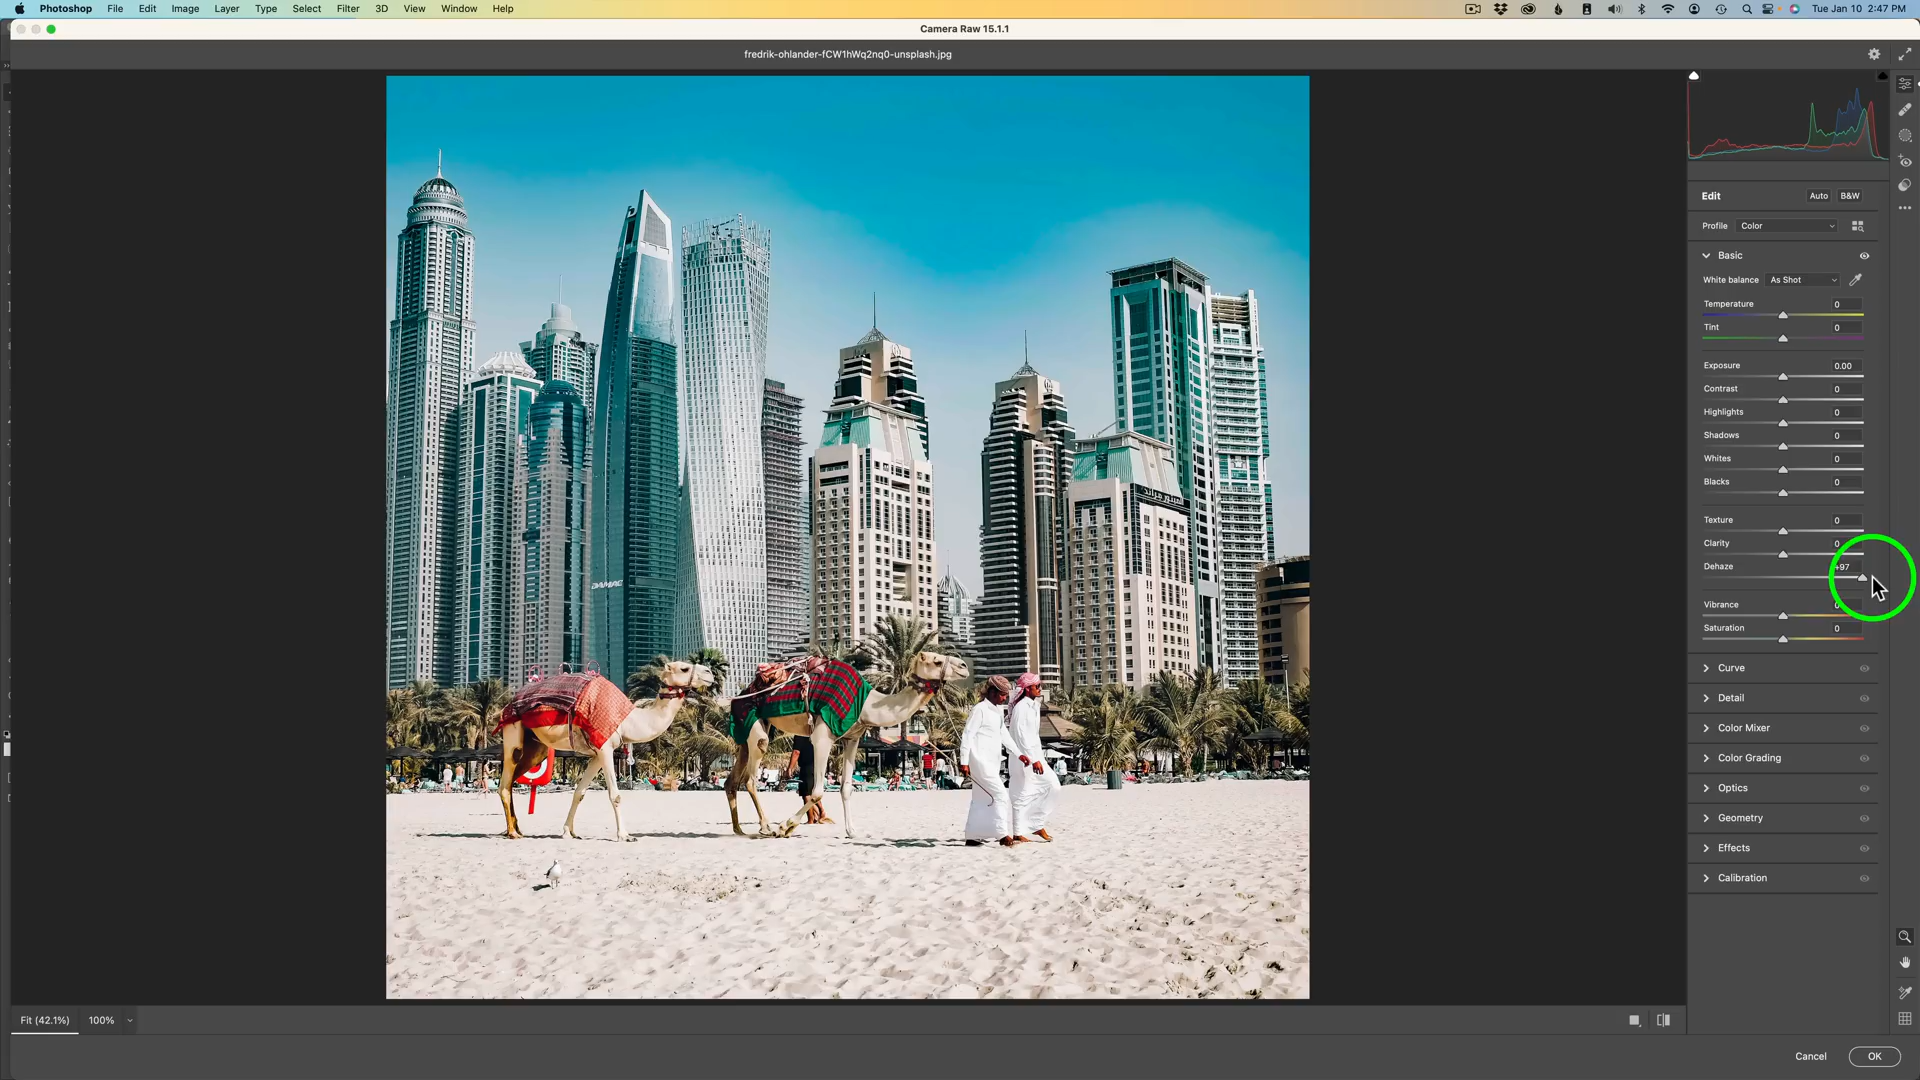 Photoshop File Edit Image Layer Type Select Filter 3D View Window Help Tue Jan 10 2:47 PM
Camera Raw 15.1.1
fredrik-ohlander-fCW1hWq2nq0-unsplash.jpg
Edit Auto B&W
Profile Color
Basic
White balance As Shot
Temperature 0
Tint 0
Exposure 0.00
Contrast 0
Highlights 0
Shadows 0
Whites 0
Blacks 0
Texture 0
Clarity 0
Dehaze +97
Vibrance 0
Saturation 0
Curve
Detail
Color Mixer
Color Grading
Optics
Geometry
Effects
Calibration
DAMAC
Fit (42.1%) 100%
Cancel OK